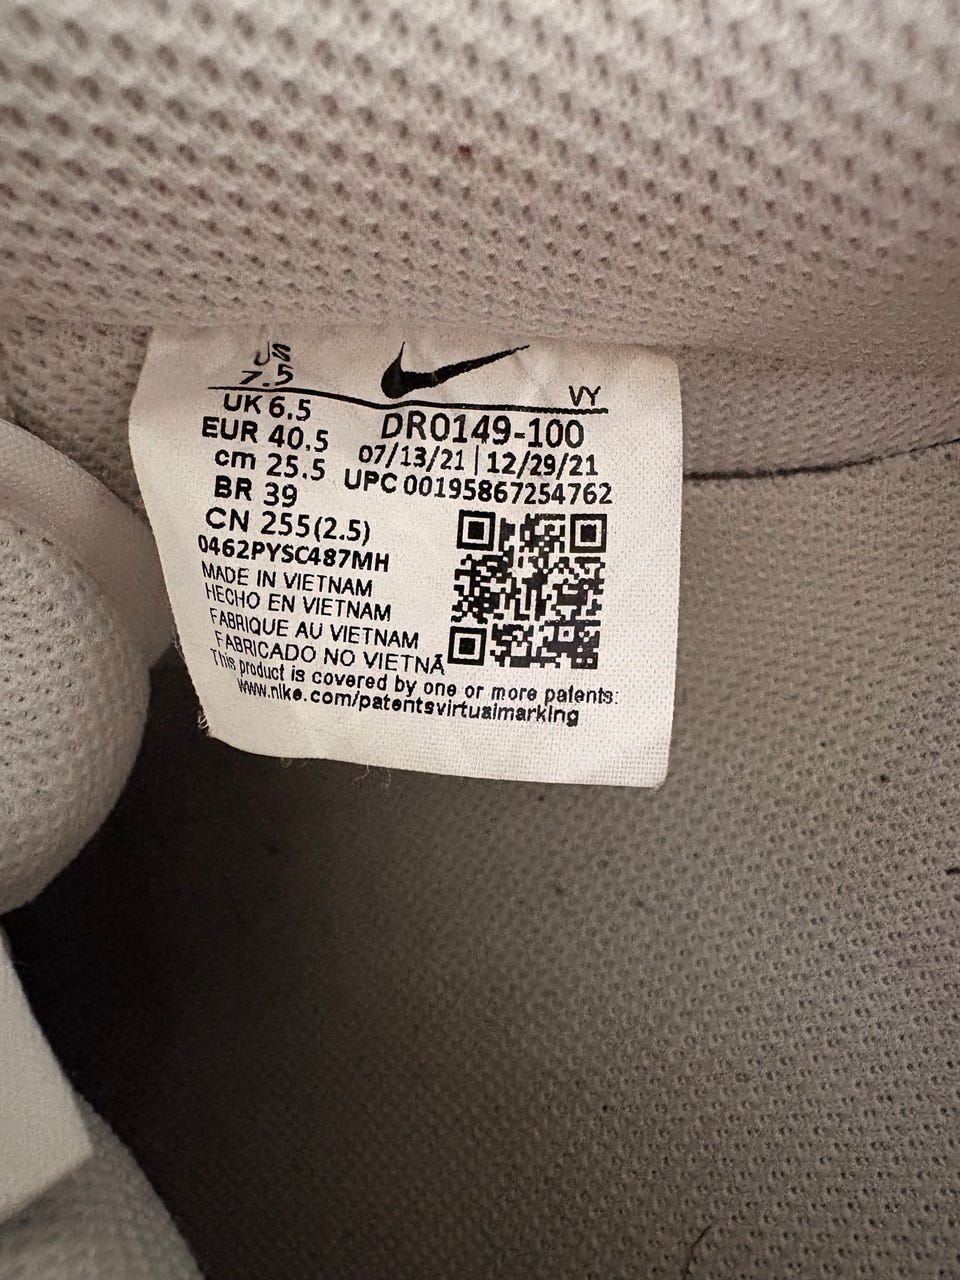 US
7.5
VY
UK 6.5
EUR 40.5
cm 25.5
BR 39
CN 255(2.5)
DR0149-100
07/13/21 | 12/29/21
UPC 00195867254762
0462PYSC487MH
MADE IN VIETNAM
HECHO EN VIETNAM
FABRIQUE AU VIETNAM
FABRICADO NO VIETNÃ
This product is covered by one or more patents:
www.nike.com/patentsvirtualmarking